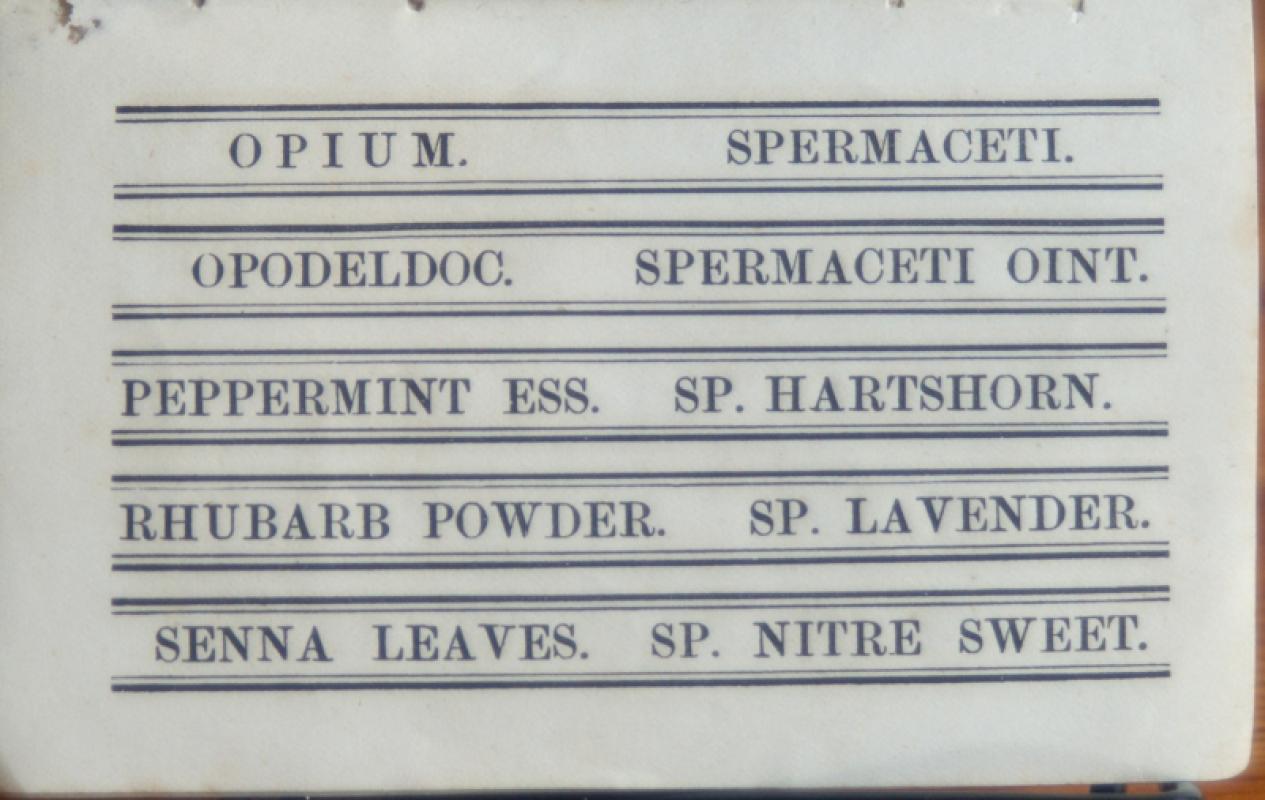 OPIUM. SPERMACETI.
OPODELDOC. SPERMACETI OINT.
PEPPERMINT ESS. SP. HARTSHORN.
RHUBARB POWDER. SP. LAVENDER.
SENNA LEAVES. SP. NITRE SWEET.